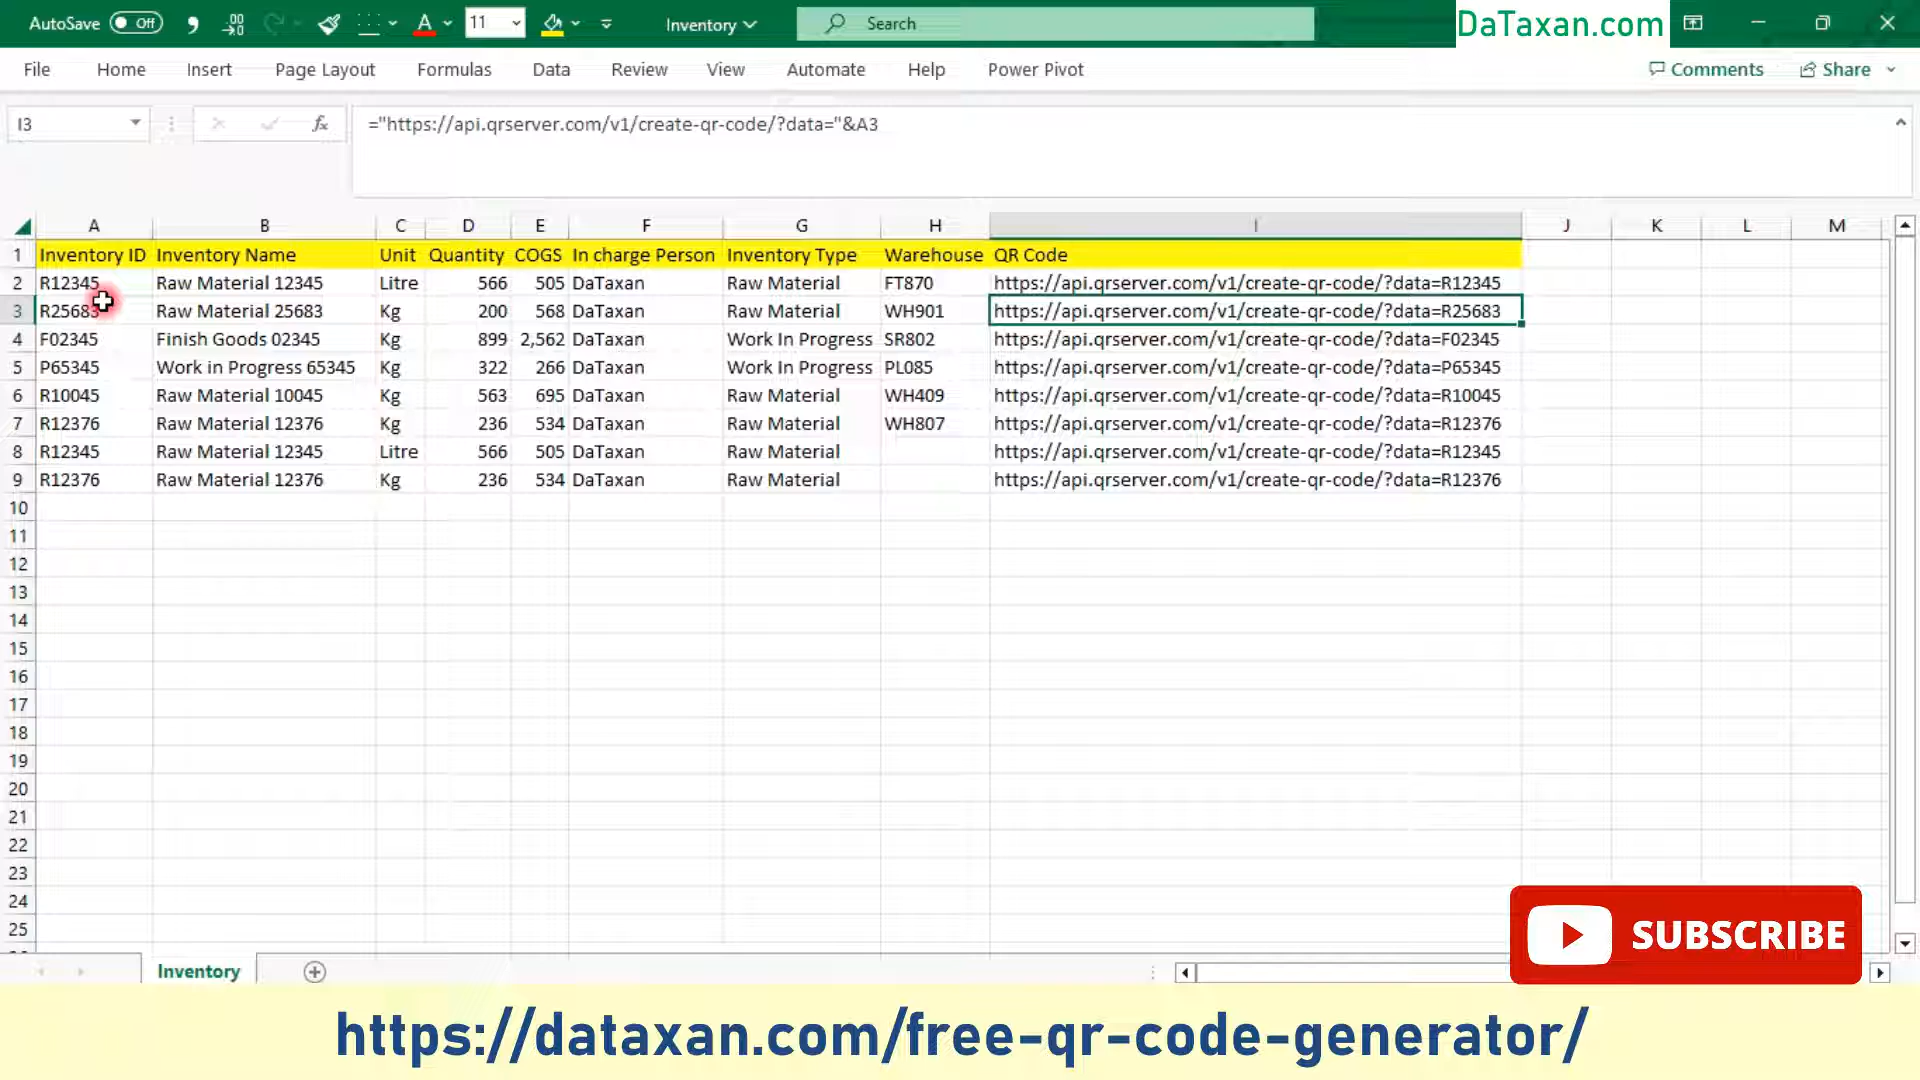 AutoSave Off 11 Inventory Search DaTaxan.com
File Home Insert Page Layout Formulas Data Review View Automate Help Power Pivot Comments Share
I3 fx ="https://api.qrserver.com/v1/create-qr-code/?data="&A3
A B C D E F G H I J K L M
1 Inventory ID Inventory Name Unit Quantity COGS In charge Person Inventory Type Warehouse QR Code
2 R12345 Raw Material 12345 Litre 566 505 DaTaxan Raw Material FT870 https://api.qrserver.com/v1/create-qr-code/?data=R12345
3 R25683 Raw Material 25683 Kg 200 568 DaTaxan Raw Material WH901 https://api.qrserver.com/v1/create-qr-code/?data=R25683
4 F02345 Finish Goods 02345 Kg 899 2,562 DaTaxan Work In Progress SR802 https://api.qrserver.com/v1/create-qr-code/?data=F02345
5 P65345 Work in Progress 65345 Kg 322 266 DaTaxan Work In Progress PL085 https://api.qrserver.com/v1/create-qr-code/?data=P65345
6 R10045 Raw Material 10045 Kg 563 695 DaTaxan Raw Material WH409 https://api.qrserver.com/v1/create-qr-code/?data=R10045
7 R12376 Raw Material 12376 Kg 236 534 DaTaxan Raw Material WH807 https://api.qrserver.com/v1/create-qr-code/?data=R12376
8 R12345 Raw Material 12345 Litre 566 505 DaTaxan Raw Material https://api.qrserver.com/v1/create-qr-code/?data=R12345
9 R12376 Raw Material 12376 Kg 236 534 DaTaxan Raw Material https://api.qrserver.com/v1/create-qr-code/?data=R12376
10
11
12
13
14
15
16
17
18
19
20
21
22
23
24
25
SUBSCRIBE
Inventory
https://dataxan.com/free-qr-code-generator/